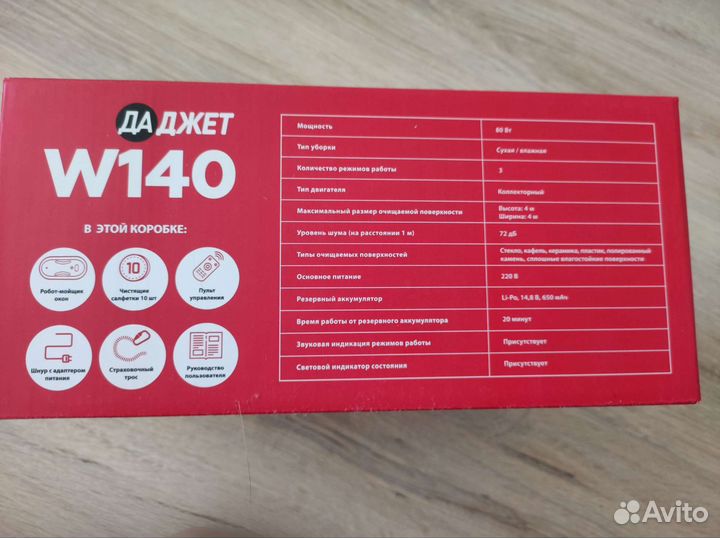 ДАДЖЕТ
W140
В ЭТОЙ КОРОБКЕ:
Робот-мойщик
окон
10
Чистящие
салфетки 10 шт
Пульт
управления
Шнур с адаптером
питания
Страховочный
трос
Руководство
пользователя
Мощность 80 Вт
Тип уборки Сухая / влажная
Количество режимов работы 3
Тип двигателя Коллекторный
Максимальный размер очищаемой поверхности Высота: 4 м
Ширина: 4 м
Уровень шума (на расстоянии 1 м) 72 дБ
Типы очищаемых поверхностей Стекло, кафель, керамика, пластик, полированный
камень, сплошные влагостойкие поверхности
Основное питание 220 В
Резервный аккумулятор Li-Po, 14,8 В, 650 мАч
Время работы от резервного аккумулятора 20 минут
Звуковая индикация режимов работы Присутствует
Световой индикатор состояния Присутствует
Avito